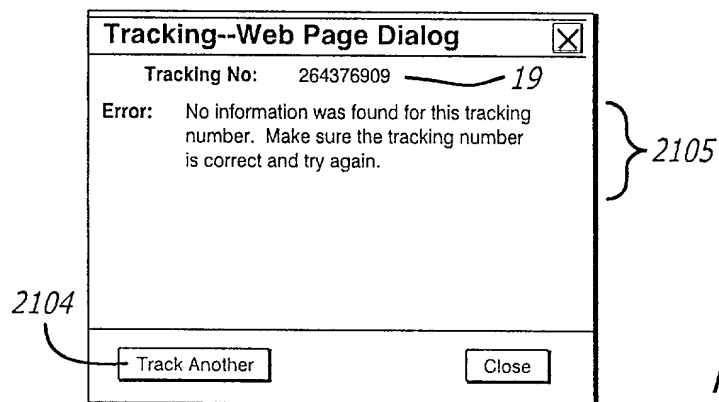 Tracking--Web Page Dialog
Tracking No: 264376909 19
Error: No information was found for this tracking
number. Make sure the tracking number
is correct and try again.
2105
2104
Track Another Close